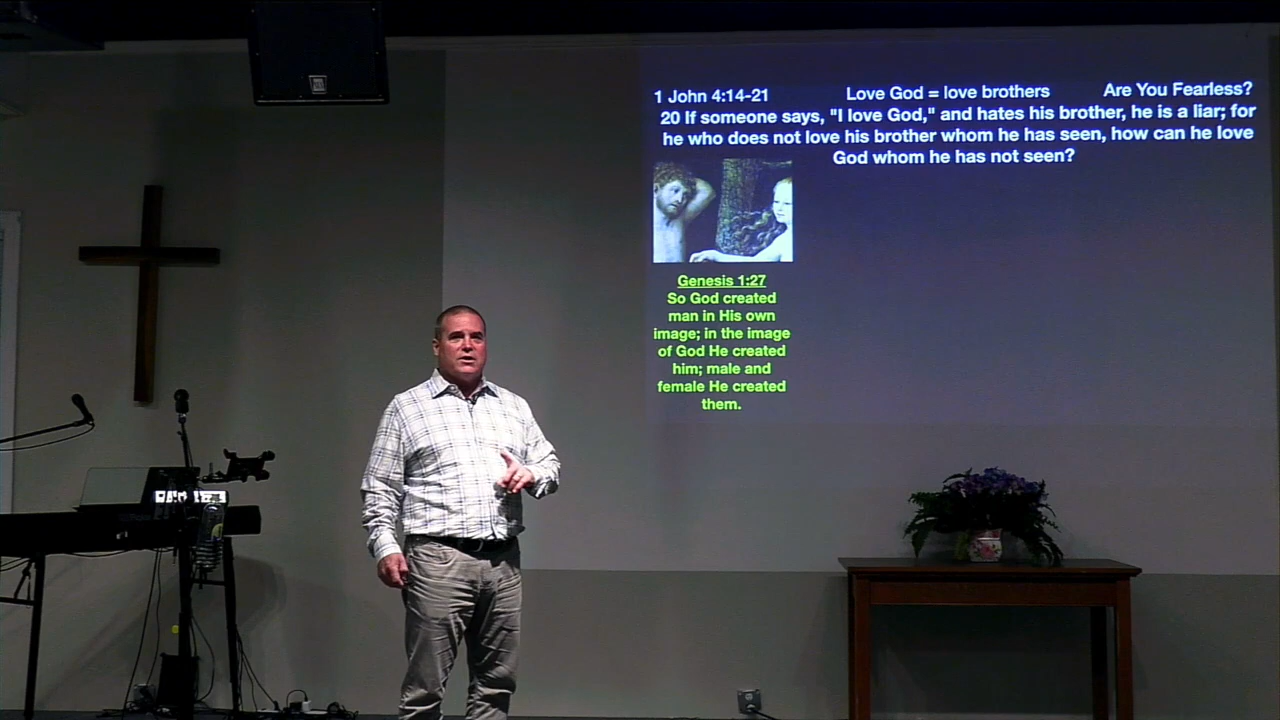 1 John 4:14-21 Love God = love brothers Are You Fearless?
20 If someone says, "I love God," and hates his brother, he is a liar; for
he who does not love his brother whom he has seen, how can he love
God whom he has not seen?
Genesis 1:27
So God created
man in His own
image; in the image
of God He created
him; male and
female He created
them.